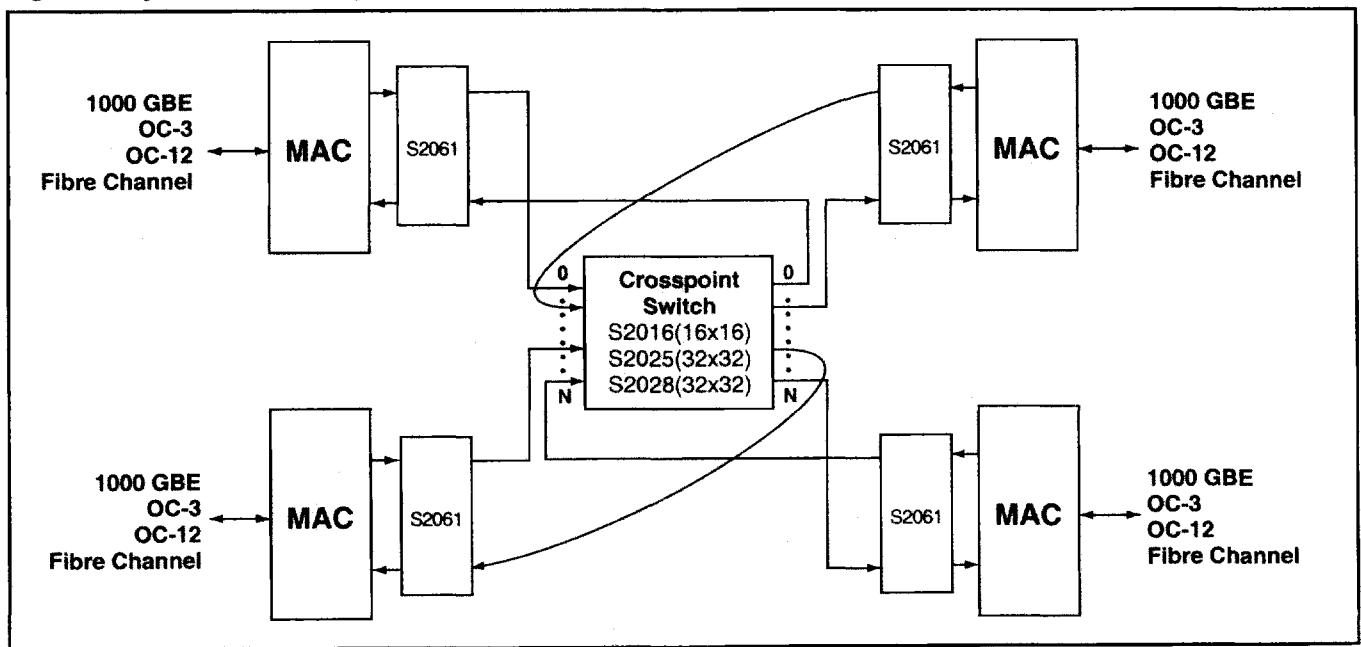 1000 GBE
OC-3
OC-12
Fibre Channel
MAC
S2061
S2061
MAC
1000 GBE
OC-3
OC-12
Fibre Channel
0
Crosspoint
Switch
S2016(16x16)
S2025(32x32)
S2028(32x32)
N
0
N
1000 GBE
OC-3
OC-12
Fibre Channel
MAC
S2061
S2061
MAC
1000 GBE
OC-3
OC-12
Fibre Channel